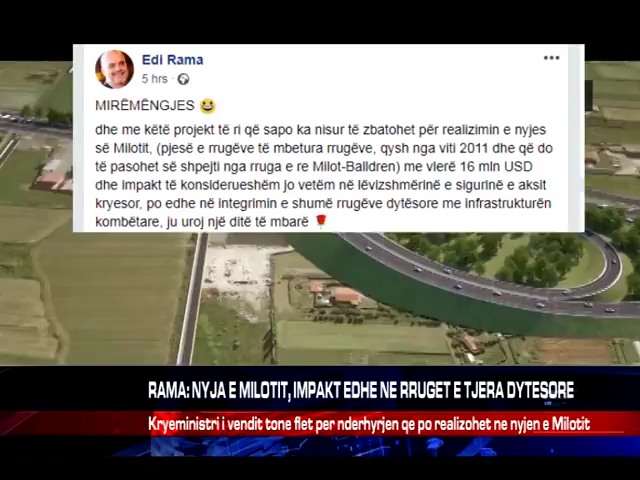 Edi Rama
5 hrs
MIRËMËNGJES 😃
dhe me këtë projekt të ri që sapo ka nisur të zbatohet për realizimin e nyjes
së Milotit, (pjesë e rrugëve të mbetura rrugëve, qysh nga viti 2011 dhe që do
të pasohet së shpejti nga rruga e re Milot-Balldren) me vlerë 16 mln USD
dhe impakt të konsiderueshëm jo vetëm në lëvizshmërinë e sigurinë e aksit
kryesor, po edhe në integrimin e shumë rrugëve dytësore me infrastrukturën
kombëtare, ju uroj një ditë të mbarë 🌹
RAMA: NYJA E MILOTIT, IMPAKT EDHE NE RRUGET E TJERA DYTESORE
Kryeministri i vendit tone flet per nderhyrjen qe po realizohet ne nyjen e Milotit